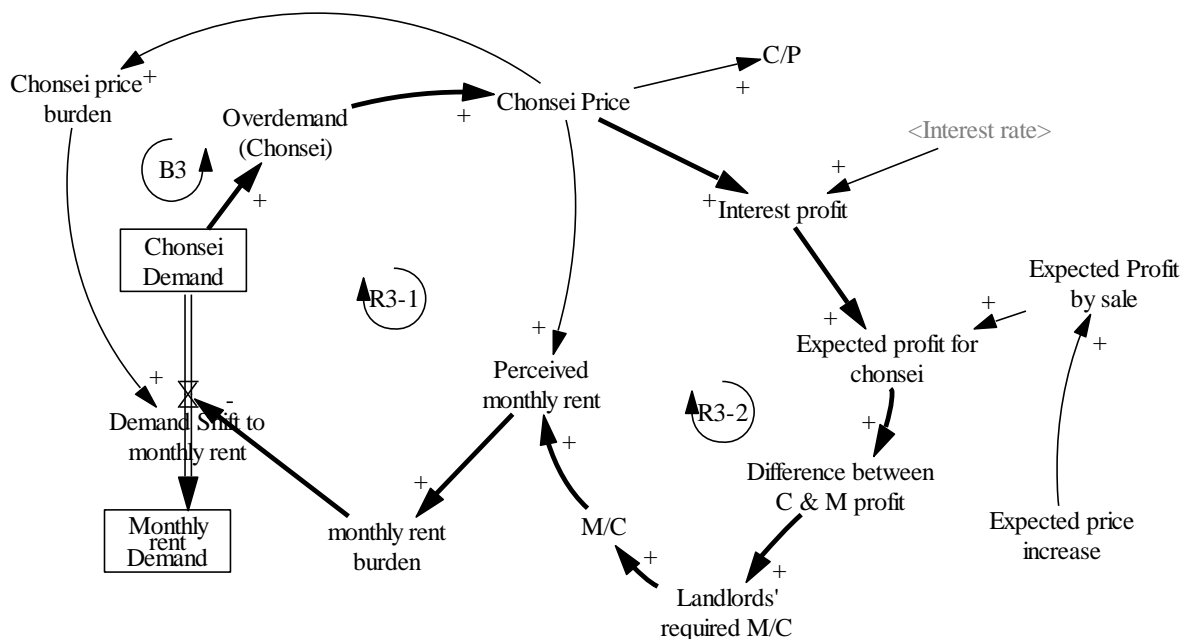 C/P
+
Chonsei price
burden
+
Chonsei Price
+
+
Overdemand
(Chonsei)
<Interest rate>
B3
+
+
+
Interest profit
Chonsei
Demand
R3-1
Expected Profit
by sale
+
+
+
+
Expected profit for
chonsei
Perceived
monthly rent
+
-
R3-2
Demand Shift to
monthly rent
+
+
Difference between
C & M profit
+
Monthly
rent
Demand
monthly rent
burden
M/C
Expected price
increase
+
+
Landlords'
required M/C